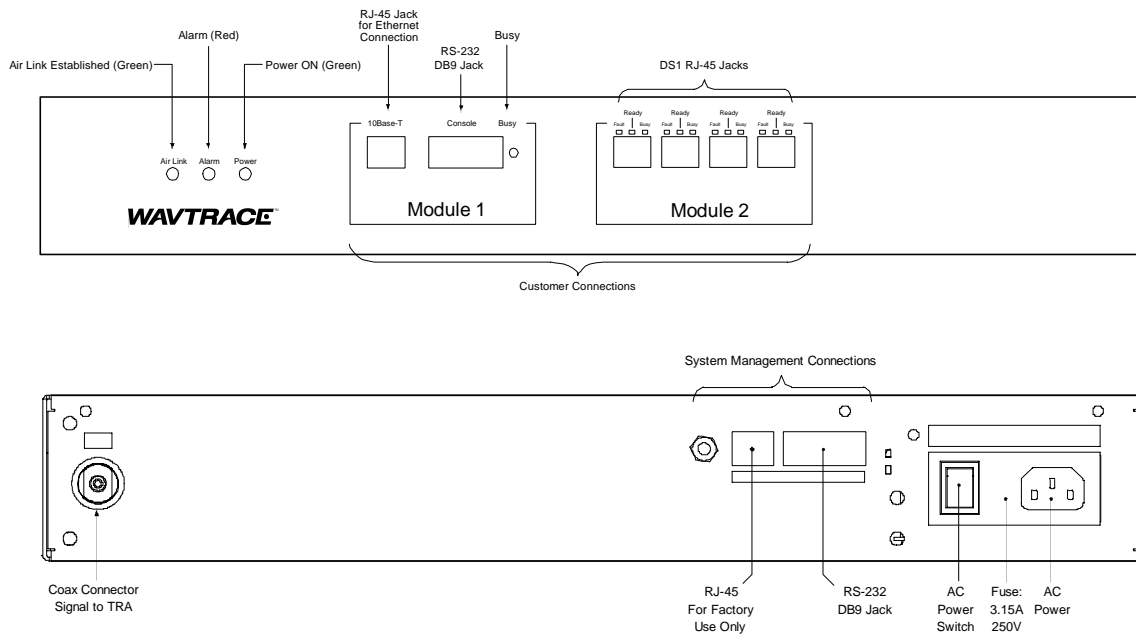 RJ-45 Jack
for Ethernet
Connection
Alarm (Red)
Busy
RS-232
DB9 Jack
Air Link Established (Green)
Power ON (Green)
DS1 RJ-45 Jacks
Ready Ready Ready Ready
Fault Busy Fault Busy Fault Busy Fault Busy
10Base-T Console Busy
Air Link Alarm Power
WAVTRACE™
Module 1
Module 2
Customer Connections
System Management Connections
Coax Connector
Signal to TRA
RJ-45
For Factory
Use Only
RS-232
DB9 Jack
AC
Power
Switch
Fuse:
3.15A
250V
AC
Power